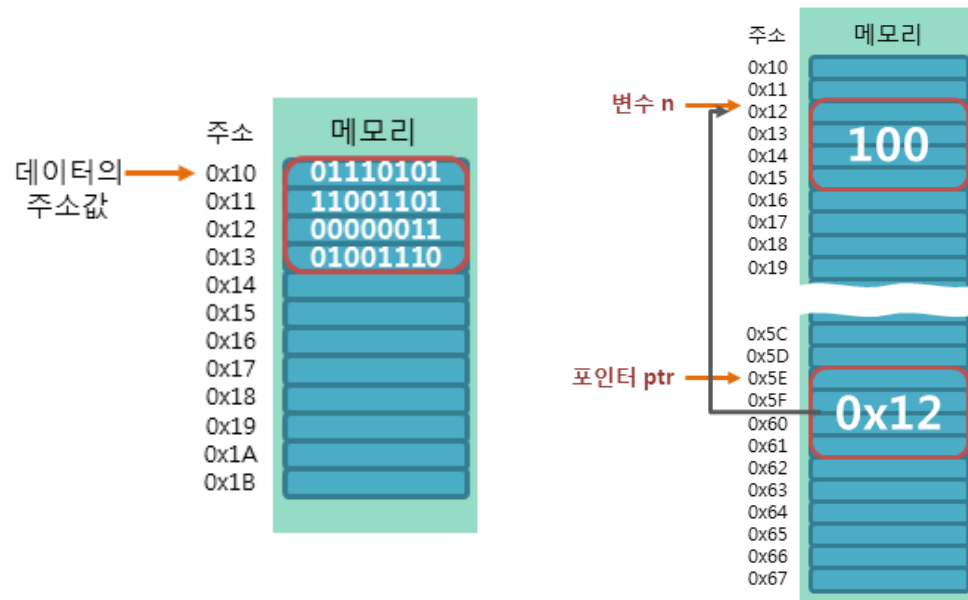 주소
메모리
데이터의
주소값
0x10
01110101
0x11
11001101
0x12
00000011
0x13
01001110
0x14
0x15
0x16
0x17
0x18
0x19
0x1A
0x1B
주소
메모리
0x10
0x11
변수 n
0x12
0x13
100
0x14
0x15
0x16
0x17
0x18
0x19
0x5C
0x5D
포인터 ptr
0x5E
0x5F
0x12
0x60
0x61
0x62
0x63
0x64
0x65
0x66
0x67